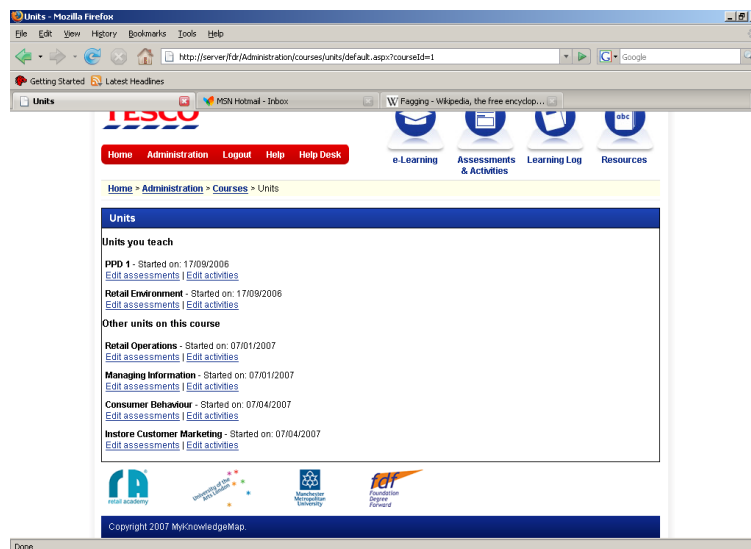 Units - Mozilla Firefox
File Edit View History Bookmarks Tools Help
http://server/fdr/Administration/courses/units/default.aspx?courseId=1
Google
Getting Started Latest Headlines
Units MSN Hotmail - Inbox Fagging - Wikipedia, the free encyclop...
TESCO
abc
Home Administration Logout Help Help Desk
e-Learning Assessments & Activities Learning Log Resources
Home > Administration > Courses > Units
Units
Units you teach
PPD 1 - Started on: 17/09/2006
Edit assessments | Edit activities
Retail Environment - Started on: 17/09/2006
Edit assessments | Edit activities
Other units on this course
Retail Operations - Started on: 07/01/2007
Edit assessments | Edit activities
Managing Information - Started on: 07/01/2007
Edit assessments | Edit activities
Consumer Behaviour - Started on: 07/04/2007
Edit assessments | Edit activities
Instore Customer Marketing - Started on: 07/04/2007
Edit assessments | Edit activities
ra
retail academy
University of the Arts London
Manchester
Metropolitan
University
fdf
Foundation
Degree
Forward
Copyright 2007 MyKnowledgeMap.
Done